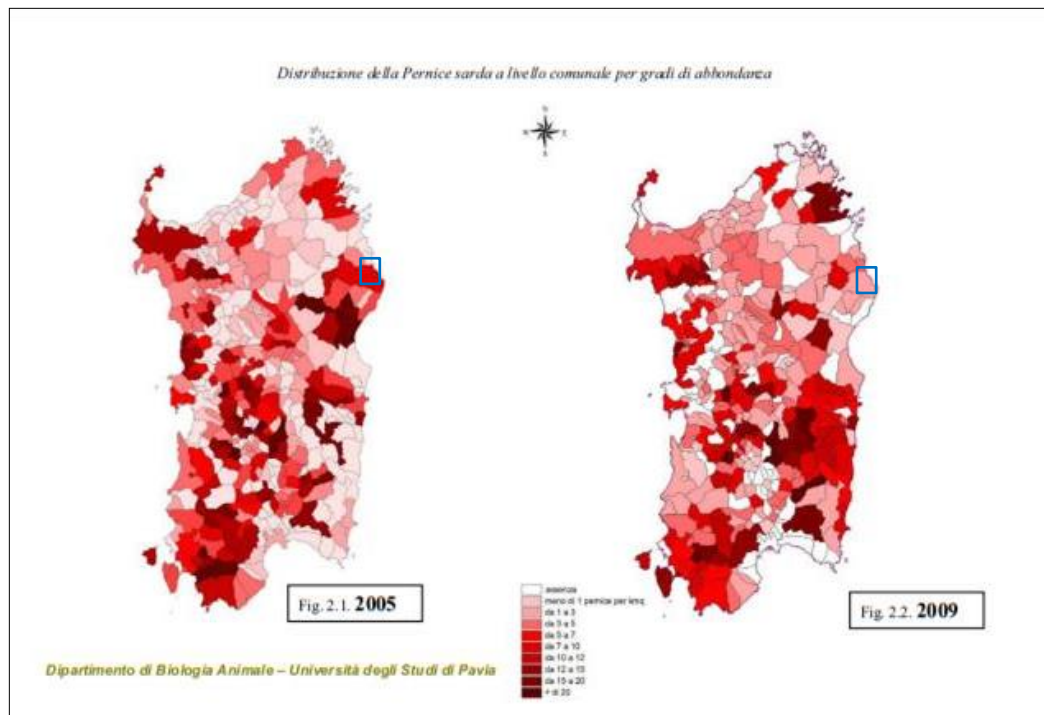 Distribuzione della Pernice sarda a livello comunale per gradi di abbondanza
N
E
S
Fig. 2.1. 2005
Fig. 2.2. 2009
assenza
meno di 1 pernice per kmq
da 1 a 3
da 3 a 5
da 5 a 7
da 7 a 10
da 10 a 12
da 12 a 15
da 15 a 20
+ di 20
Dipartimento di Biologia Animale – Università degli Studi di Pavia